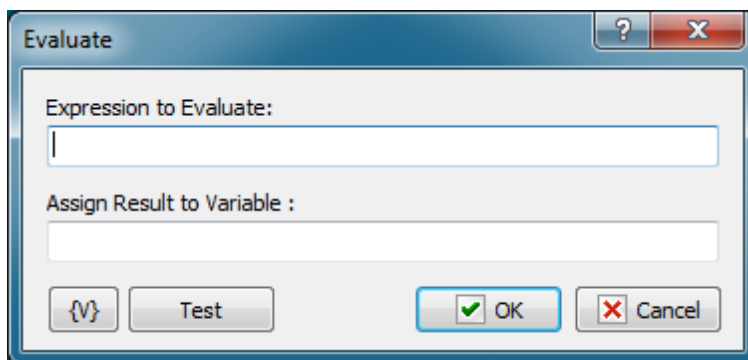 Evaluate
?
Expression to Evaluate:
Assign Result to Variable :
{V} Test OK Cancel